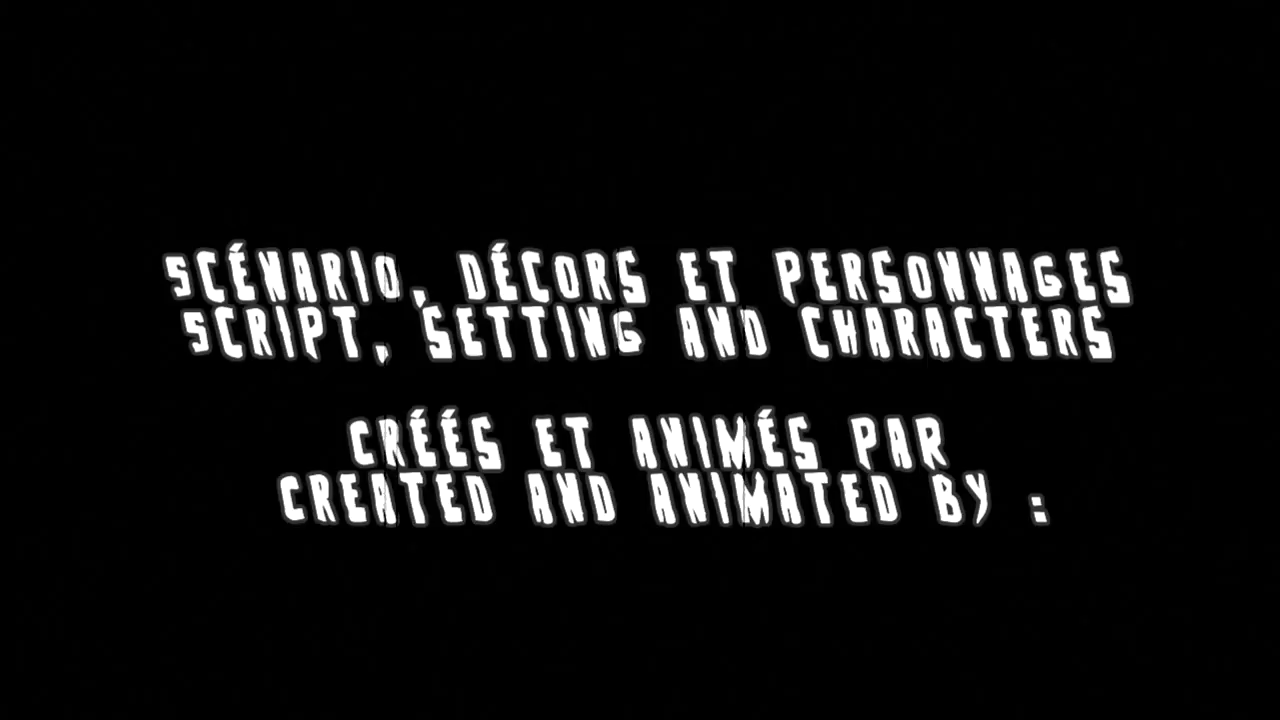 SCÉNARIO, DÉCORS ET PERSONNAGES
SCRIPT, SETTING AND CHARACTERS
CRÉÉS ET ANIMÉS PAR
CREATED AND ANIMATED BY :